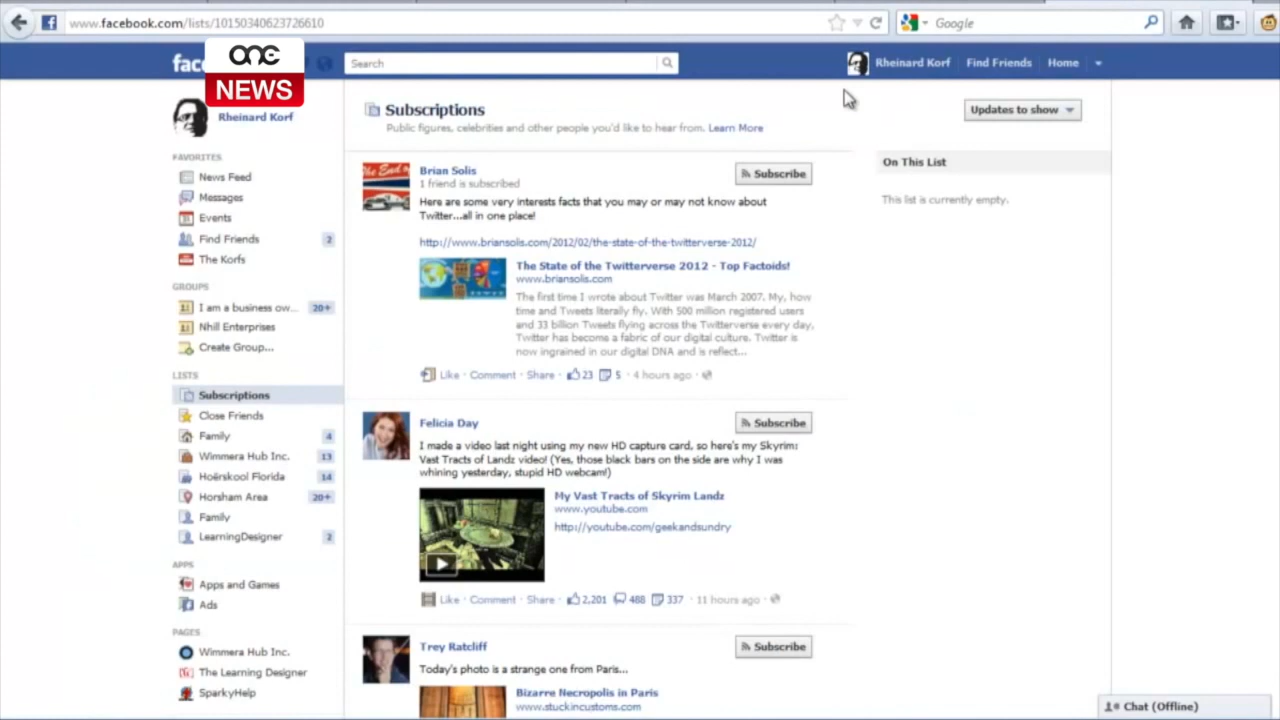 www.facebook.com/lists/10150340623726610
Google
one
NEWS
Search
Rheinard Korf
Find Friends
Home
Rheinard Korf
FAVORITES
News Feed
Messages
Events
Find Friends 2
The Korfs
GROUPS
I am a business ow... 20+
Nhill Enterprises
Create Group...
LISTS
Subscriptions
Close Friends
Family 4
Wimmera Hub Inc. 13
Hoërskool Florida 14
Horsham Area 20+
Family
LearningDesigner 2
APPS
Apps and Games
Ads
PAGES
Wimmera Hub Inc.
The Learning Designer
SparkyHelp
Subscriptions
Public figures, celebrities and other people you'd like to hear from. Learn More
Brian Solis
1 friend is subscribed
Subscribe
Here are some very interests facts that you may or may not know about
Twitter...all in one place!
http://www.briansolis.com/2012/02/the-state-of-the-twitterverse-2012/
The End of
The State of the Twitterverse 2012 - Top Factoids!
www.briansolis.com
The first time I wrote about Twitter was March 2007. My, how
time and Tweets literally fly. With 500 million registered users
and 33 billion Tweets flying across the Twitterverse every day,
Twitter has become a fabric of our digital culture. Twitter is
now ingrained in our digital DNA and is reflect...
Like · Comment · Share · 23 5 · 4 hours ago ·
Felicia Day
Subscribe
I made a video last night using my new HD capture card, so here's my Skyrim:
Vast Tracts of Landz video! (Yes, those black bars on the side are why I was
whining yesterday, stupid HD webcam!)
My Vast Tracts of Skyrim Landz
www.youtube.com
http://youtube.com/geekandsundry
Like · Comment · Share · 2,201 488 337 · 11 hours ago ·
Trey Ratcliff
Subscribe
Today's photo is a strange one from Paris...
Bizarre Necropolis in Paris
www.stuckincustoms.com
Updates to show
On This List
This list is currently empty.
Chat (Offline)